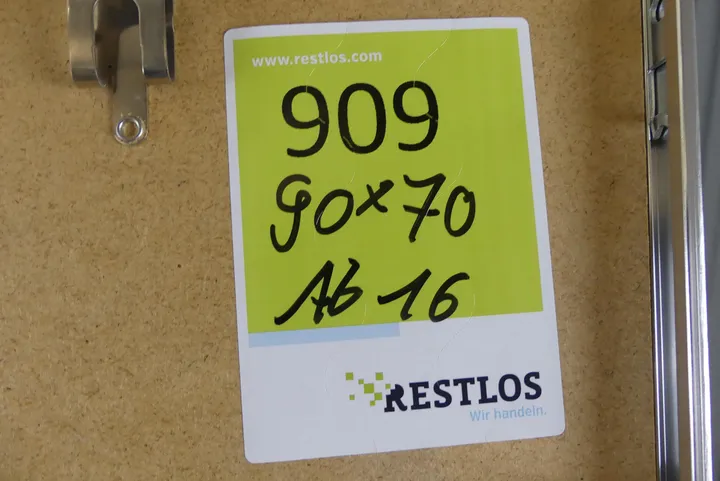 www.restlos.com
909
90x70
Ab 16
RESTLOS
Wir handeln.